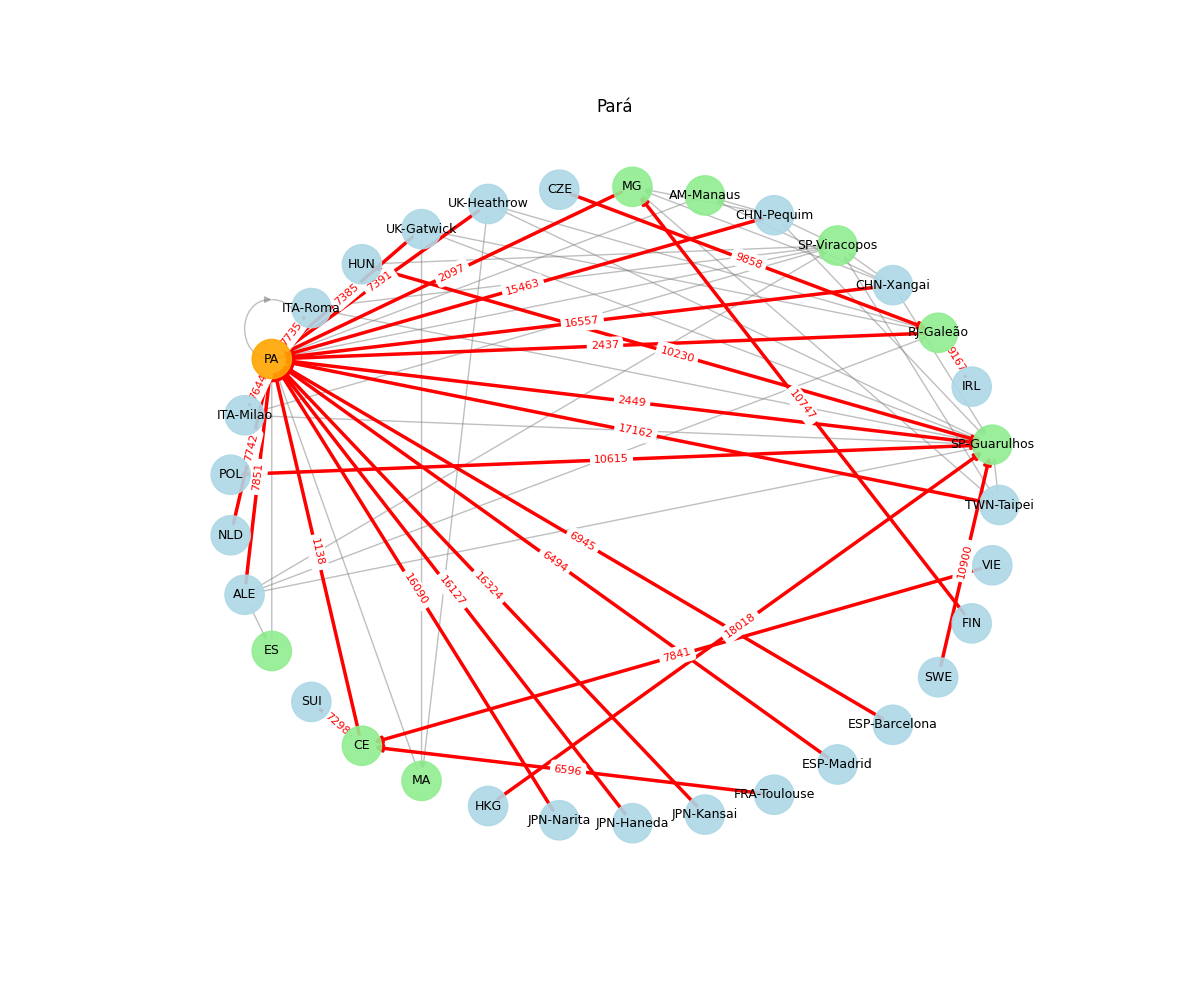 Pará
MG
CZE
AM-Manaus
UK-Heathrow
CHN-Pequim
UK-Gatwick
SP-Viracopos
HUN
9858
2097
7391
CHN-Xangai
15463
7385
ITA-Roma
16557
7735
RJ-Galeão
2437
10230
PA
9167
7644
IRL
2449
10747
ITA-Milao
17162
SP-Guarulhos
7742
10615
POL
7851
TWN-Taipei
NLD
6945
1138
6494
10900
VIE
16090
16127
16324
ALE
FIN
18018
ES
7841
SWE
SUI
7298
ESP-Barcelona
CE
ESP-Madrid
6596
MA
FRA-Toulouse
HKG
JPN-Kansai
JPN-Narita
JPN-Haneda